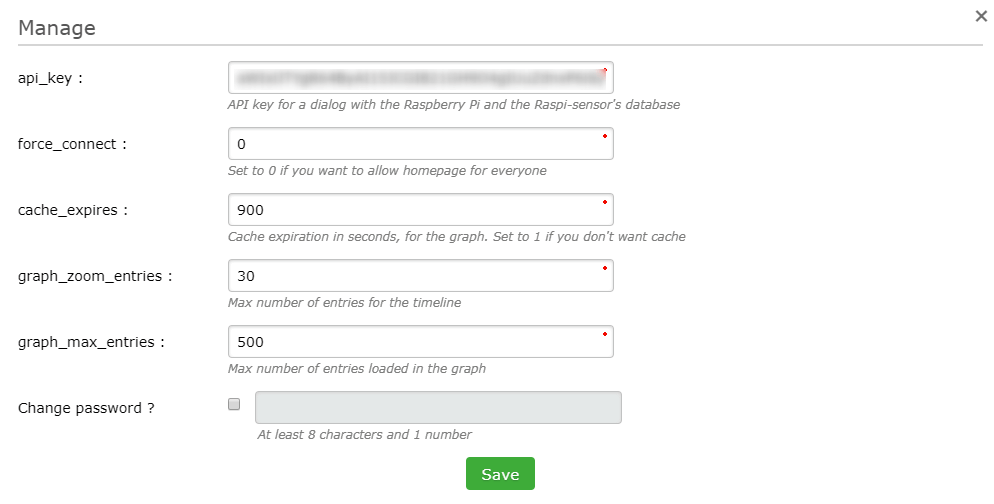 Manage
api_key :
API key for a dialog with the Raspberry Pi and the Raspi-sensor's database
force_connect :
0
Set to 0 if you want to allow homepage for everyone
cache_expires :
900
Cache expiration in seconds, for the graph. Set to 1 if you don't want cache
graph_zoom_entries :
30
Max number of entries for the timeline
graph_max_entries :
500
Max number of entries loaded in the graph
Change password ?
At least 8 characters and 1 number
Save